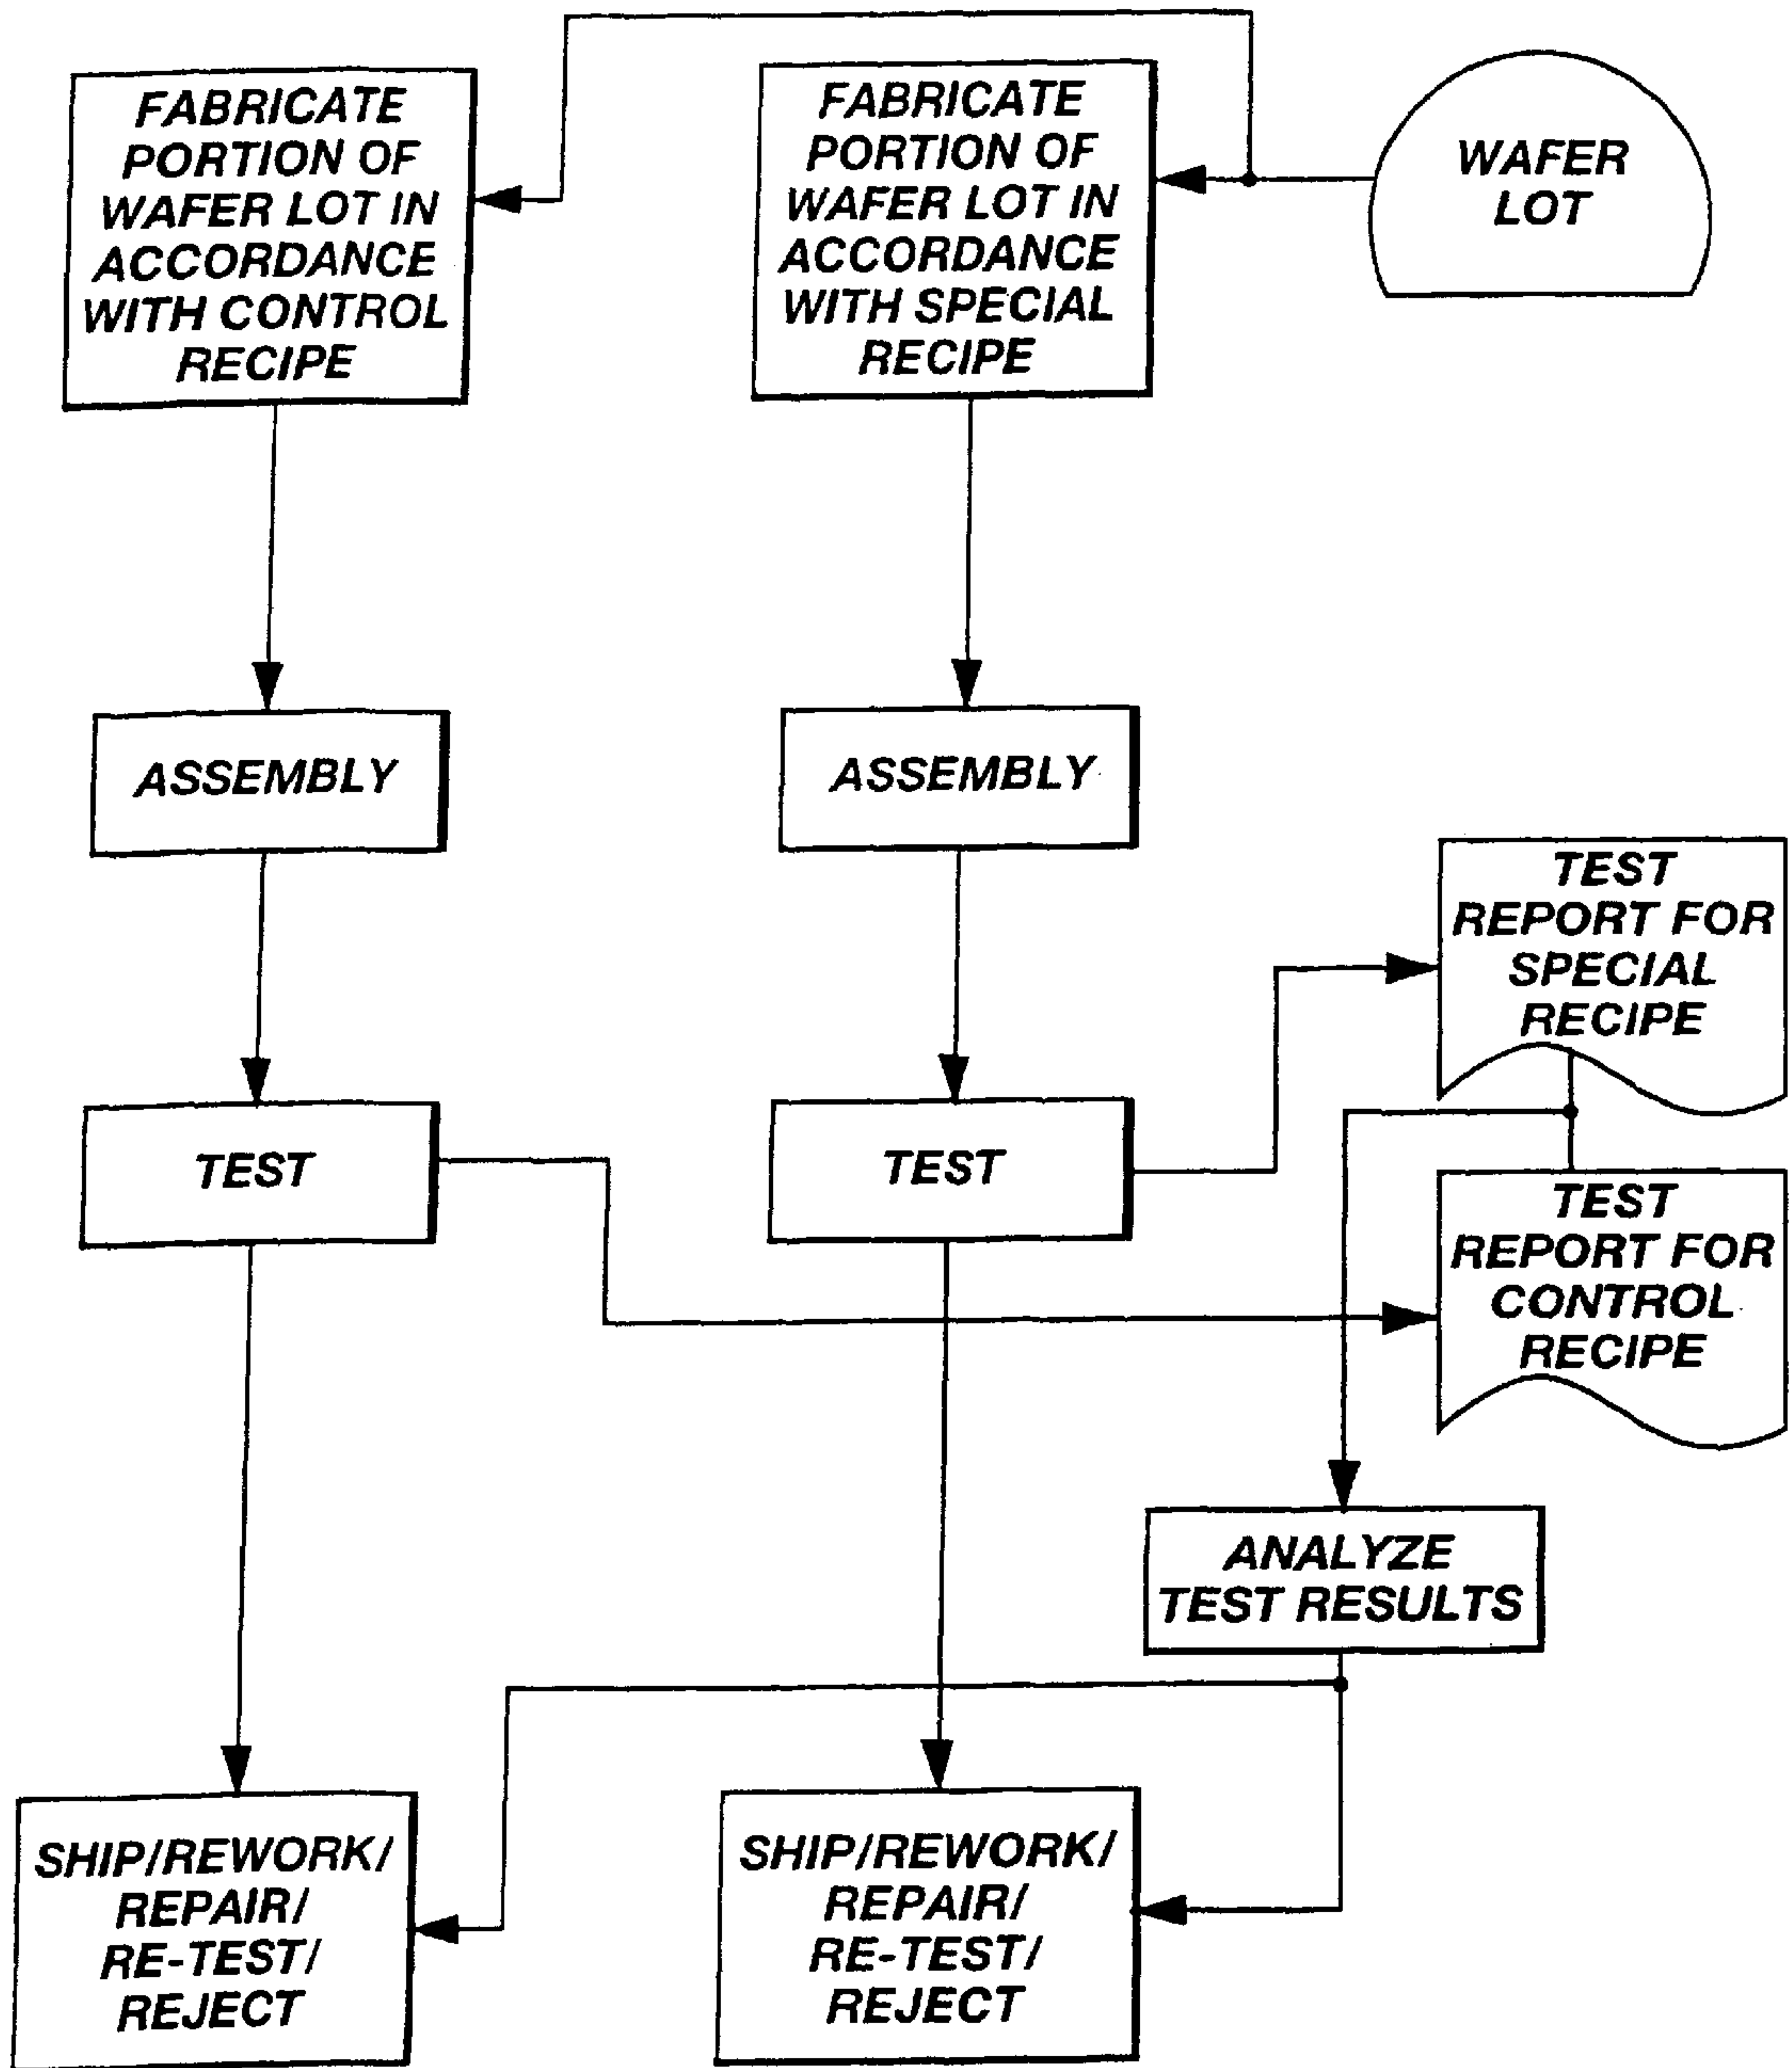 FABRICATE
PORTION OF
WAFER LOT IN
ACCORDANCE
WITH CONTROL
RECIPE
FABRICATE
PORTION OF
WAFER LOT IN
ACCORDANCE
WITH SPECIAL
RECIPE
WAFER
LOT
ASSEMBLY
ASSEMBLY
TEST
REPORT FOR
SPECIAL
RECIPE
TEST
TEST
TEST
REPORT FOR
CONTROL
RECIPE
ANALYZE
TEST RESULTS
SHIP/REWORK/
REPAIR/
RE-TEST/
REJECT
SHIP/REWORK/
REPAIR/
RE-TEST/
REJECT